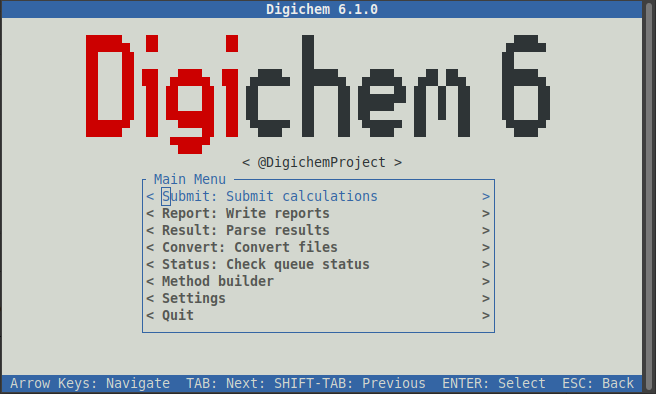 Digichem 6.1.0
Digichem 6
< @DigichemProject >
Main Menu
< Submit: Submit calculations >
< Report: Write reports >
< Result: Parse results >
< Convert: Convert files >
< Status: Check queue status >
< Method builder >
< Settings >
< Quit >
Arrow Keys: Navigate TAB: Next: SHIFT-TAB: Previous ENTER: Select ESC: Back